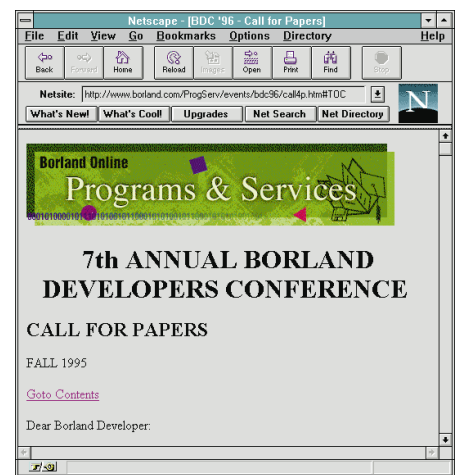 Netscape - [BDC '96 - Call for Papers]
File Edit View Go Bookmarks Options Directory Help
Back Forward Home Reload Images Open Print Find Stop
Netsite: http://www.borland.com/ProgServ/events/bdc96/call4p.htm#TOC
What's New! What's Cool! Upgrades Net Search Net Directory
N
Borland Online
Programs & Services
7th ANNUAL BORLAND
DEVELOPERS CONFERENCE
CALL FOR PAPERS
FALL 1995
Goto Contents
Dear Borland Developer: